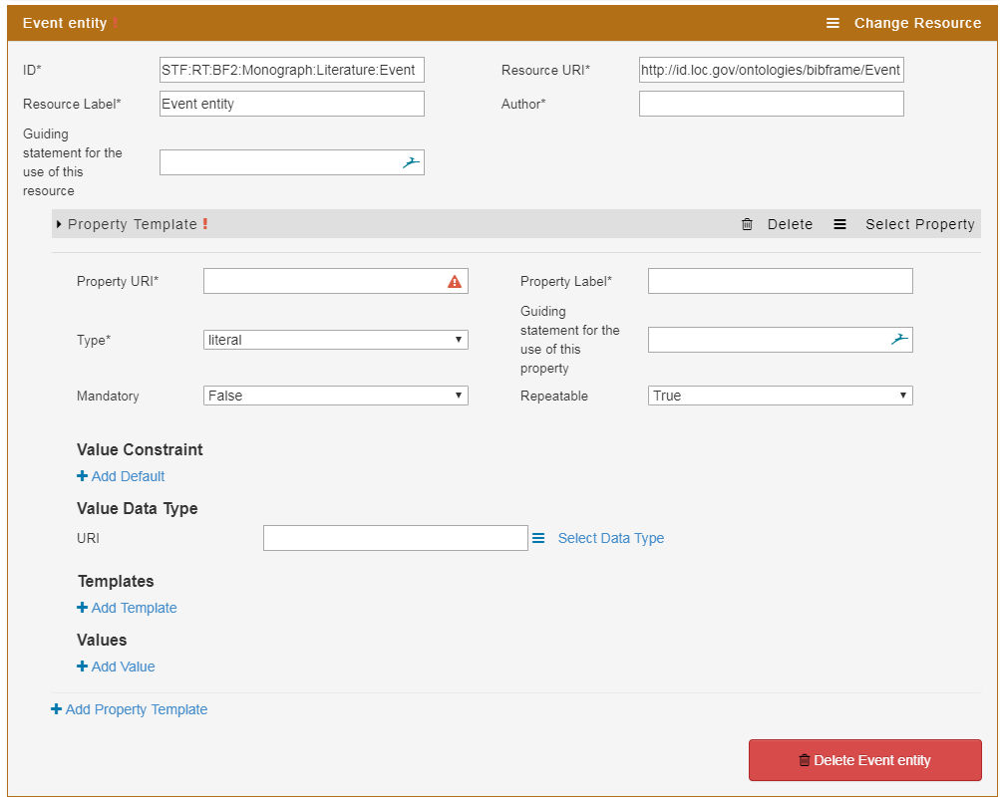 Event entity ! Change Resource
ID* STF:RT:BF2:Monograph:Literature:Event Resource URI* http://id.loc.gov/ontologies/bibframe/Event
Resource Label* Event entity Author*
Guiding
statement for the
use of this
resource
Property Template ! Delete Select Property
Property URI* Property Label*
Guiding
statement for the
use of this
property
Type* literal
Mandatory False Repeatable True
Value Constraint
Add Default
Value Data Type
URI Select Data Type
Templates
Add Template
Values
Add Value
Add Property Template
Delete Event entity